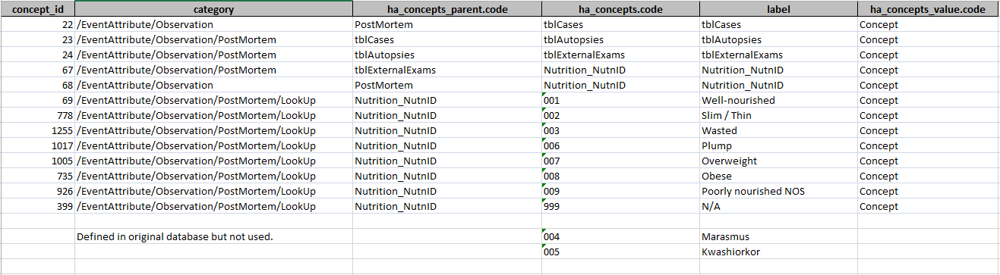 concept_id category ha_concepts_parent.code ha_concepts.code label ha_concepts_value.code
22 /EventAttribute/Observation PostMortem tblCases tblCases Concept
23 /EventAttribute/Observation/PostMortem tblCases tblAutopsies tblAutopsies Concept
24 /EventAttribute/Observation/PostMortem tblAutopsies tblExternalExams tblExternalExams Concept
67 /EventAttribute/Observation/PostMortem tblExternalExams Nutrition_NutnID Nutrition_NutnID Concept
68 /EventAttribute/Observation PostMortem Nutrition_NutnID Nutrition_NutnID Concept
69 /EventAttribute/Observation/PostMortem/LookUp Nutrition_NutnID 001 Well-nourished Concept
778 /EventAttribute/Observation/PostMortem/LookUp Nutrition_NutnID 002 Slim / Thin Concept
1255 /EventAttribute/Observation/PostMortem/LookUp Nutrition_NutnID 003 Wasted Concept
1017 /EventAttribute/Observation/PostMortem/LookUp Nutrition_NutnID 006 Plump Concept
1005 /EventAttribute/Observation/PostMortem/LookUp Nutrition_NutnID 007 Overweight Concept
735 /EventAttribute/Observation/PostMortem/LookUp Nutrition_NutnID 008 Obese Concept
926 /EventAttribute/Observation/PostMortem/LookUp Nutrition_NutnID 009 Poorly nourished NOS Concept
399 /EventAttribute/Observation/PostMortem/LookUp Nutrition_NutnID 999 N/A Concept
Defined in original database but not used. 004 Marasmus
005 Kwashiorkor